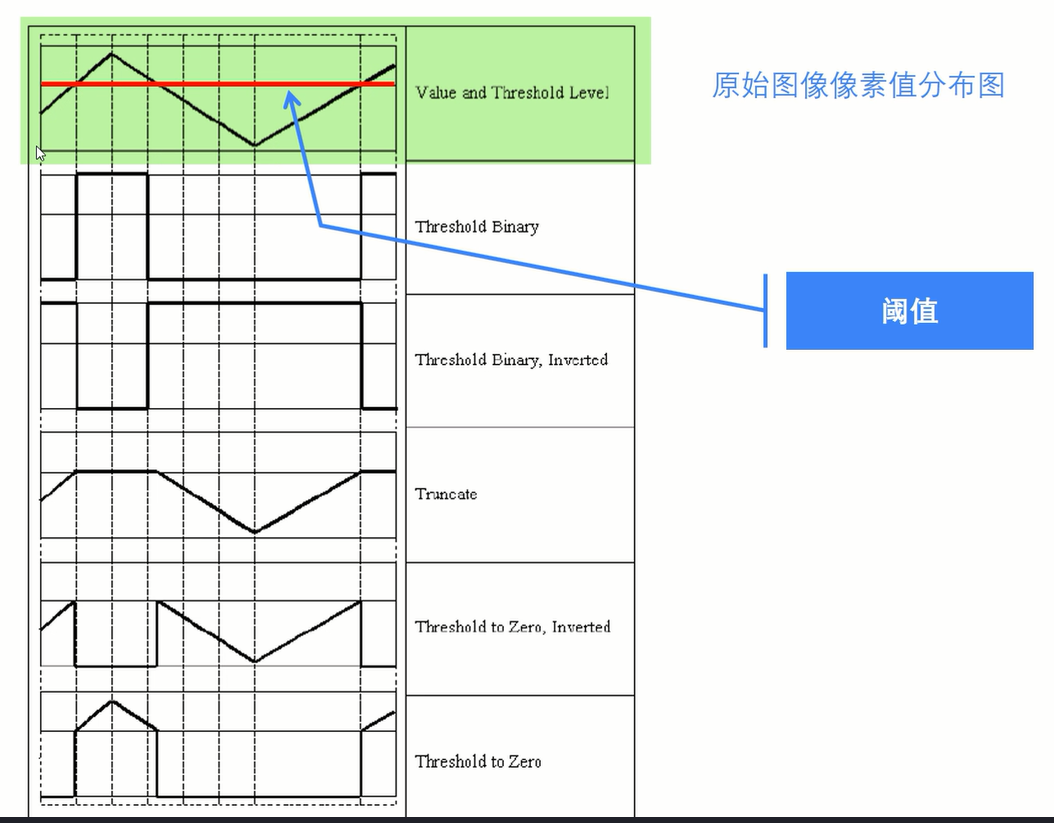 Value and Threshold Level
原始图像像素值分布图
Threshold Binary
阈值
Threshold Binary, Inverted
Truncate
Threshold to Zero, Inverted
Threshold to Zero